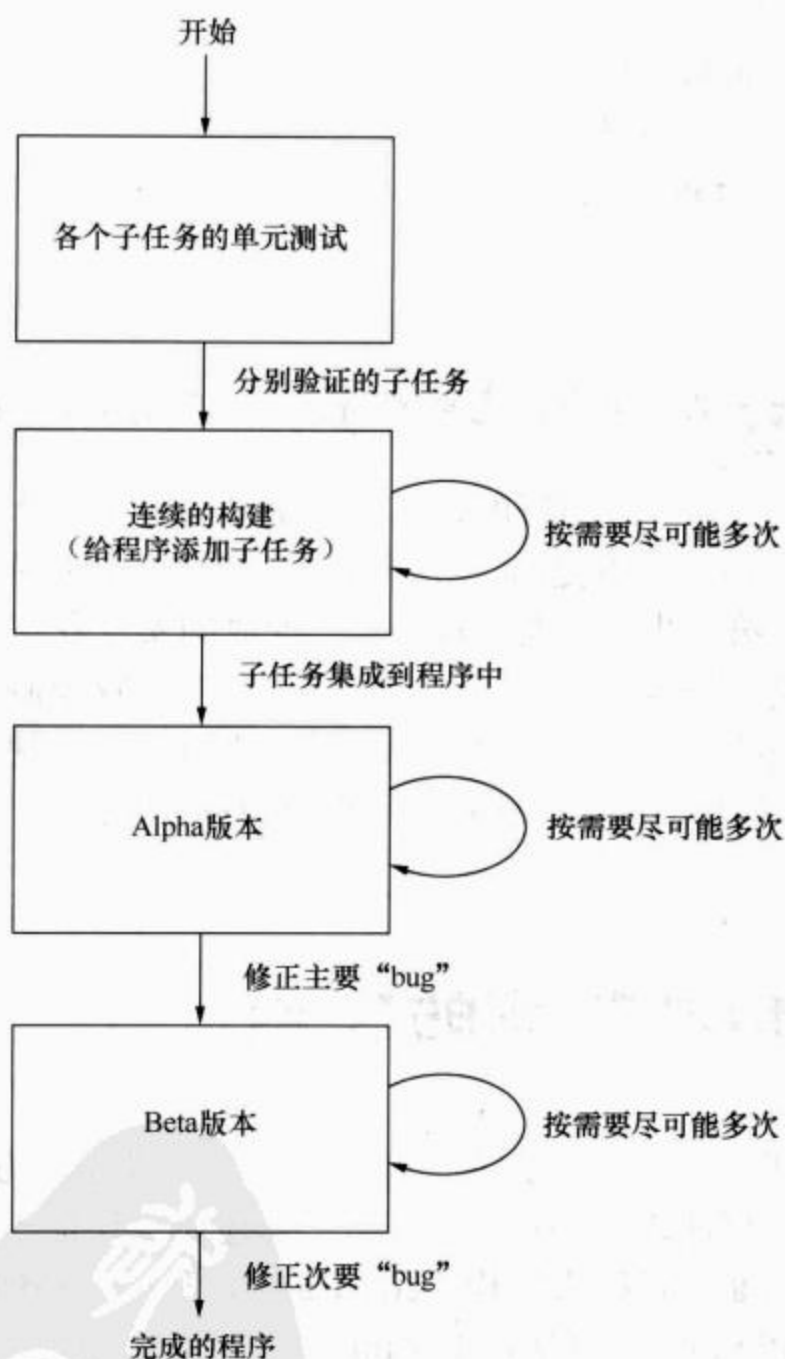 开始
各个子任务的单元测试
分别验证的子任务
连续的构建
(给程序添加子任务)
按需要尽可能多次
子任务集成到程序中
Alpha版本
按需要尽可能多次
修正主要“bug”
Beta版本
按需要尽可能多次
修正次要“bug”
完成的程序